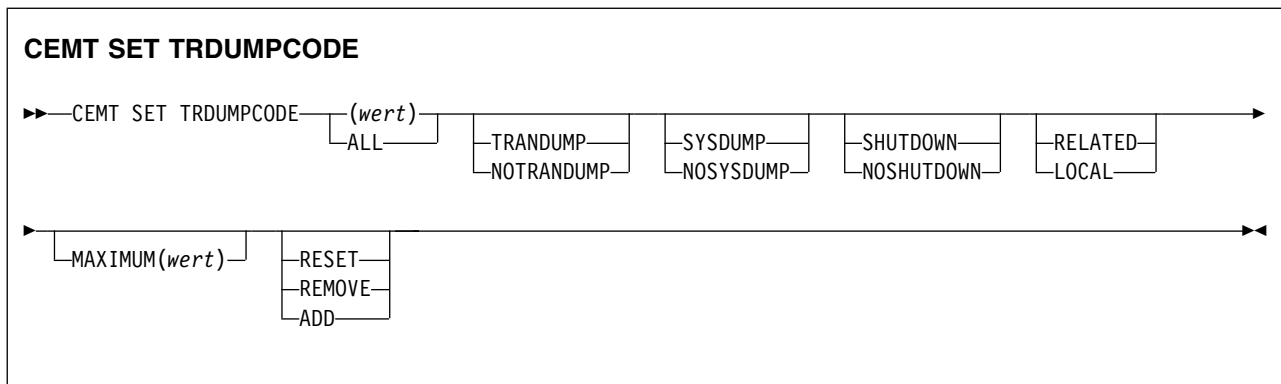 CEMT SET TRDUMPCODE
CEMT SET TRDUMPCODE (wert) TRANDUMP SYSDUMP SHUTDOWN RELATED
ALL NOTRANDUMP NOSYSDUMP NOSHUTDOWN LOCAL
MAXIMUM(wert) RESET
REMOVE
ADD